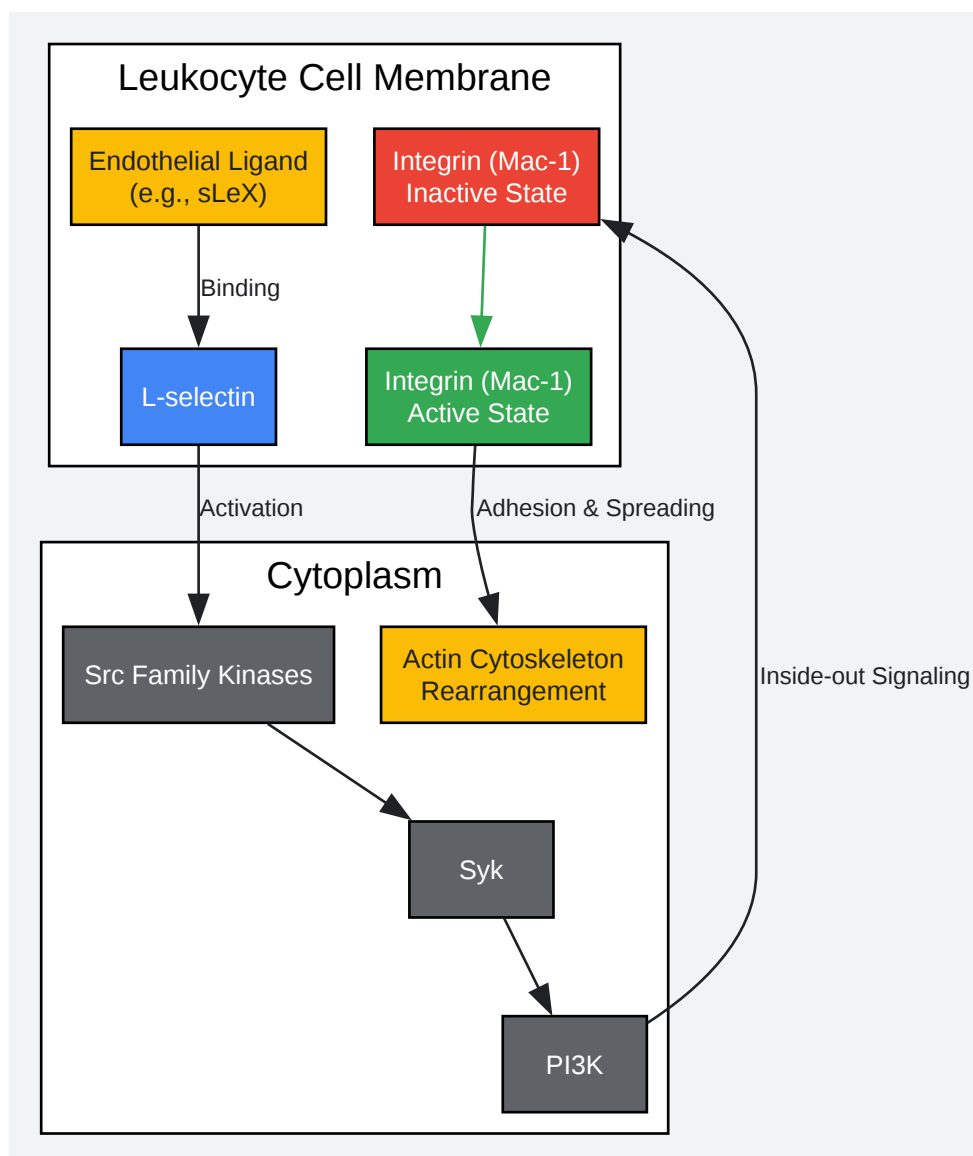 Leukocyte Cell Membrane
Endothelial Ligand
(e.g., sLeX)
Integrin (Mac-1)
Inactive State
Binding
L-selectin
Integrin (Mac-1)
Active State
Activation
Adhesion & Spreading
Cytoplasm
Src Family Kinases
Actin Cytoskeleton
Rearrangement
Inside-out Signaling
Syk
PI3K